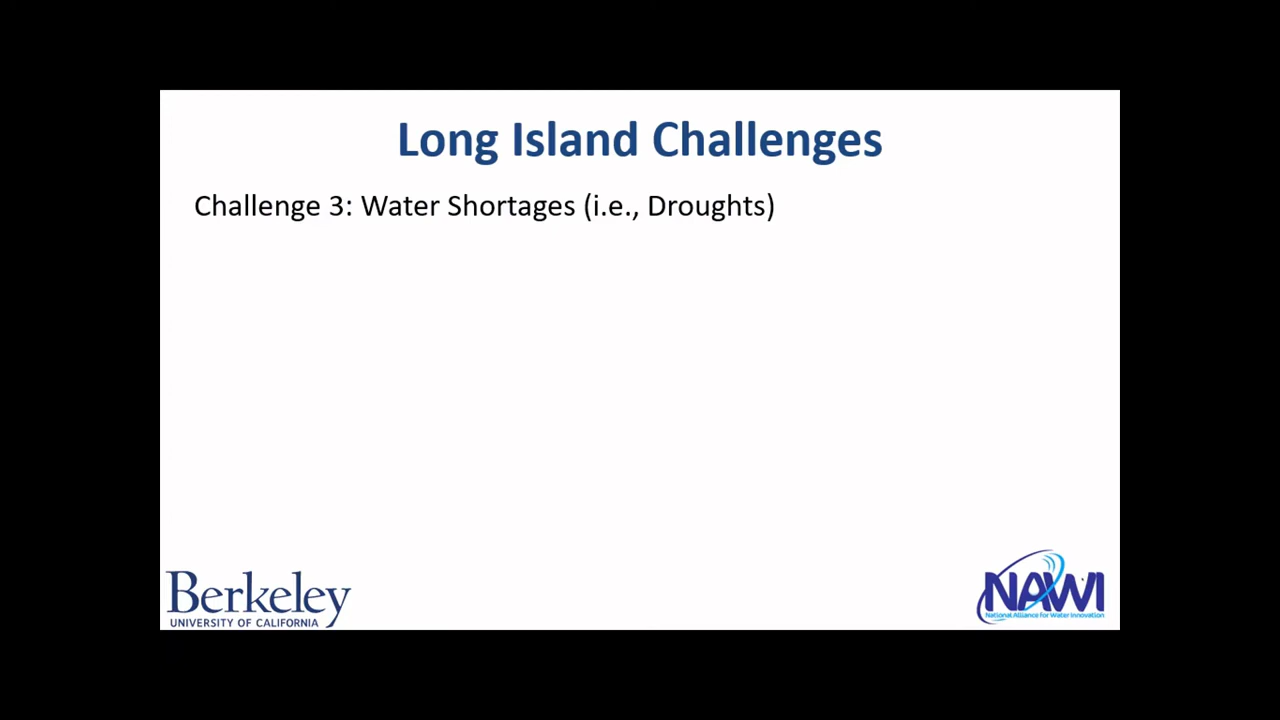 Long Island Challenges
Challenge 3: Water Shortages (i.e., Droughts)
Berkeley
UNIVERSITY OF CALIFORNIA
NAWI
National Alliance for Water Innovation